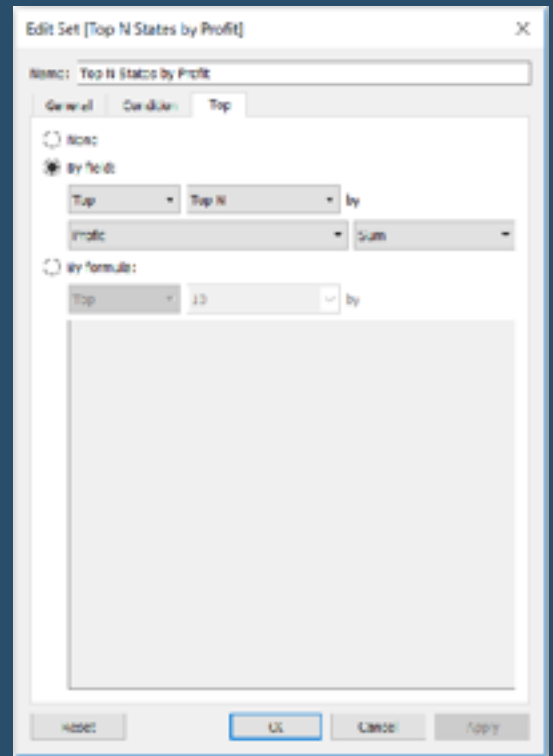 Edit Set [Top N States by Profit]
Name: Top N States by Profit
General Condition Top
None
By field:
Top Top N by
Profit Sum
By formula:
Top 10 by
Reset OK Cancel Apply